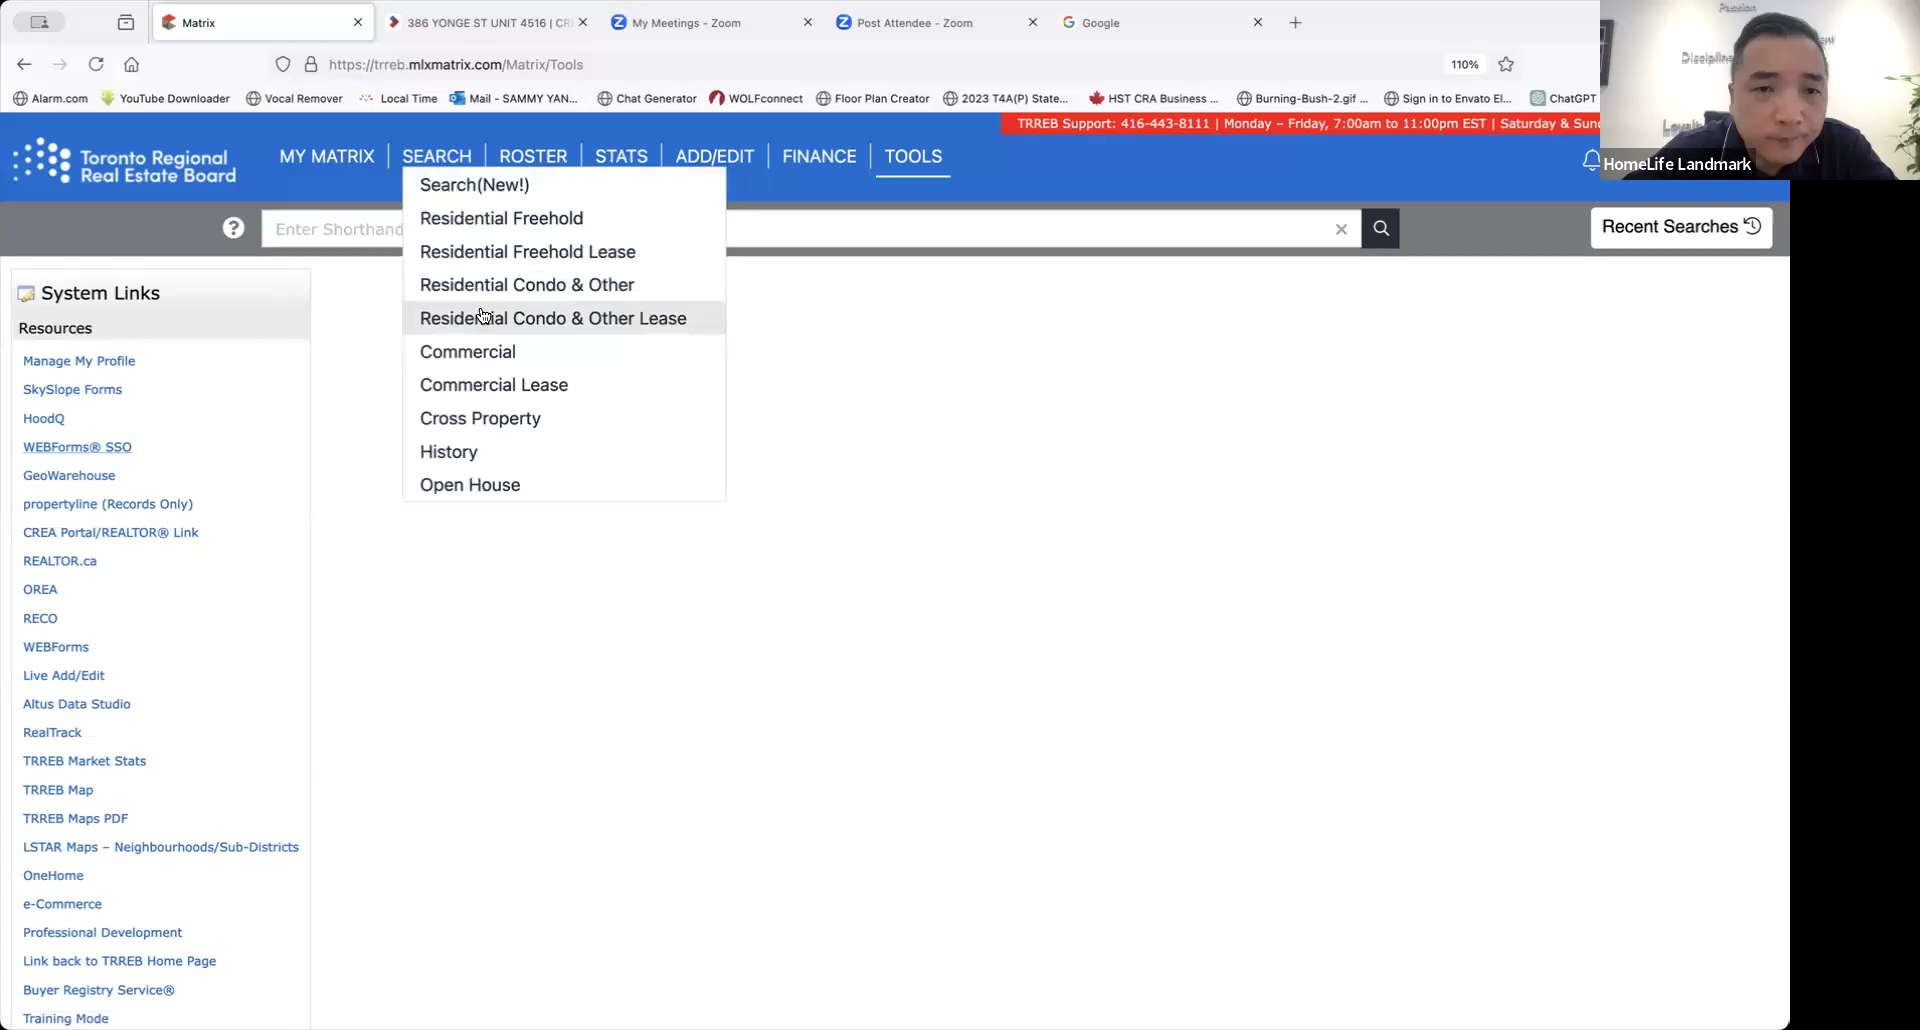 Matrix
386 YONGE ST UNIT 4516 | CR
My Meetings - Zoom
Post Attendee - Zoom
Google
https://trreb.mlxmatrix.com/Matrix/Tools
110%
Alarm.com
YouTube Downloader
Vocal Remover
Local Time
Mail - SAMMY YAN...
Chat Generator
WOLFconnect
Floor Plan Creator
2023 T4A(P) State...
HST CRA Business ...
Burning-Bush-2.gif ...
Sign in to Envato El...
ChatGPT
Passion
Discipline
HomeLife Landmark
TRREB Support: 416-443-8111 | Monday – Friday, 7:00am to 11:00pm EST | Saturday & Sun
Toronto Regional
Real Estate Board
MY MATRIX
SEARCH
ROSTER
STATS
ADD/EDIT
FINANCE
TOOLS
Enter Shorthand
Recent Searches
Search(New!)
Residential Freehold
Residential Freehold Lease
Residential Condo & Other
Residential Condo & Other Lease
Commercial
Commercial Lease
Cross Property
History
Open House
System Links
Resources
Manage My Profile
SkySlope Forms
HoodQ
WEBForms® SSO
GeoWarehouse
propertyline (Records Only)
CREA Portal/REALTOR® Link
REALTOR.ca
OREA
RECO
WEBForms
Live Add/Edit
Altus Data Studio
RealTrack
TRREB Market Stats
TRREB Map
TRREB Maps PDF
LSTAR Maps – Neighbourhoods/Sub-Districts
OneHome
e-Commerce
Professional Development
Link back to TRREB Home Page
Buyer Registry Service®
Training Mode